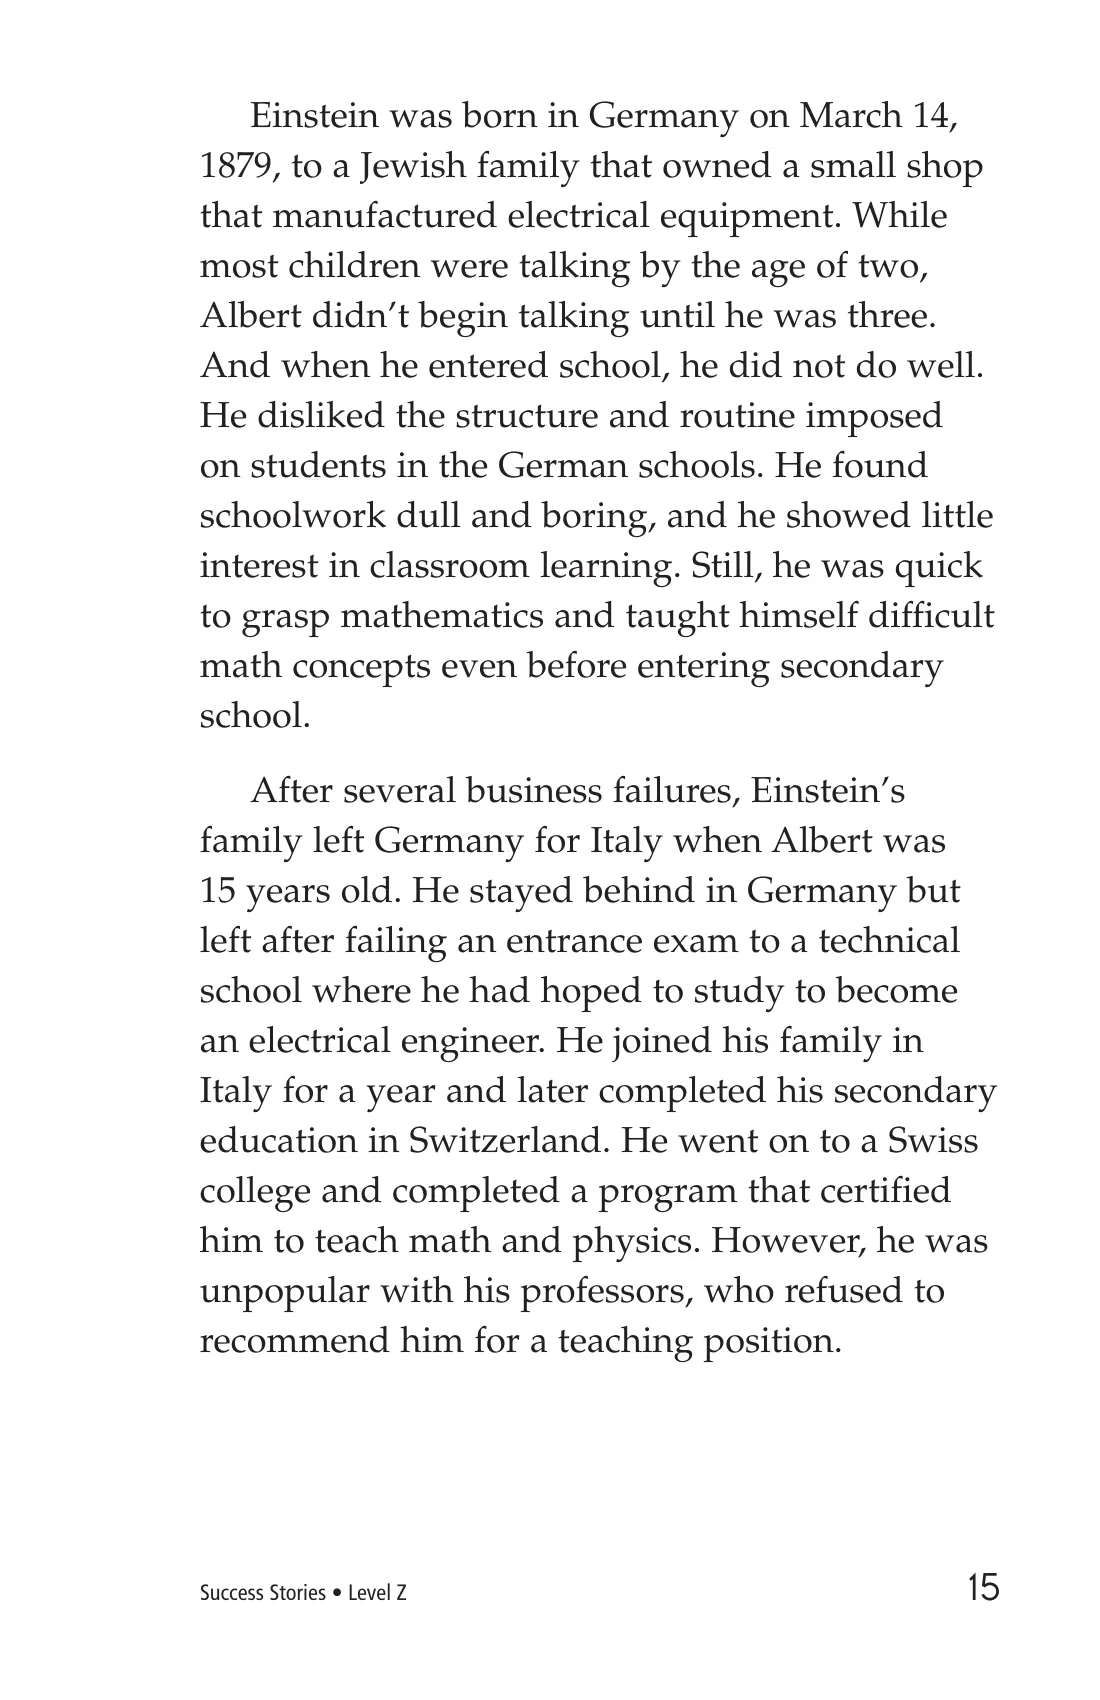 Einstein was born in Germany on March 14,
1879, to a Jewish family that owned a small shop
that manufactured electrical equipment. While
most children were talking by the age of two,
Albert didn’t begin talking until he was three.
And when he entered school, he did not do well.
He disliked the structure and routine imposed
on students in the German schools. He found
schoolwork dull and boring, and he showed little
interest in classroom learning. Still, he was quick
to grasp mathematics and taught himself difficult
math concepts even before entering secondary
school.
After several business failures, Einstein’s
family left Germany for Italy when Albert was
15 years old. He stayed behind in Germany but
left after failing an entrance exam to a technical
school where he had hoped to study to become
an electrical engineer. He joined his family in
Italy for a year and later completed his secondary
education in Switzerland. He went on to a Swiss
college and completed a program that certified
him to teach math and physics. However, he was
unpopular with his professors, who refused to
recommend him for a teaching position.
Success Stories • Level Z
15